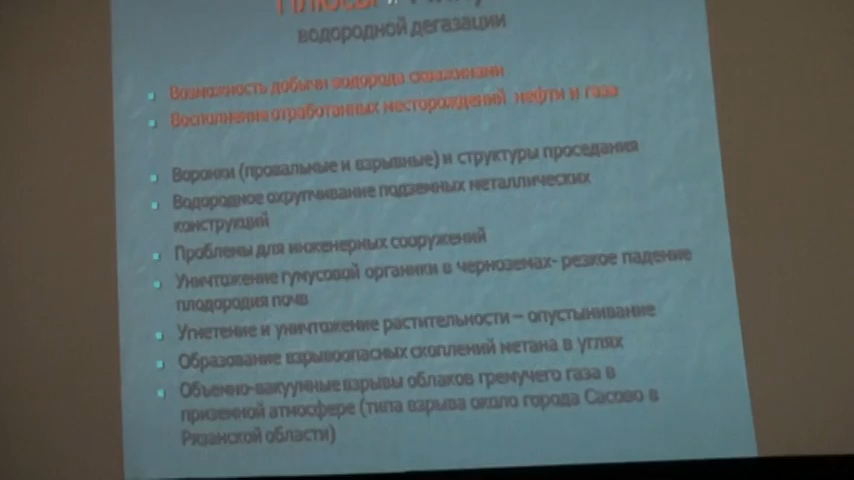 Плюсы и
водородной дегазации
Возможность добычи водорода скважинами
Восполнение отработанных месторождений нефти и газа
Воронки (провальные и взрывные) и структуры проседания
Водородное охрупчивание подземных металлических
конструкций
Проблемы для инженерных сооружений
Уничтожение гумусовой органики в черноземах- резкое падение
плодородия почв
Угнетение и уничтожение растительности – опустынивание
Образование взрывоопасных скоплений метана в углях
Объемно-вакуумные взрывы облаков гремучего газа в
приземной атмосфере (типа взрыва около города Сасово в
Рязанской области)